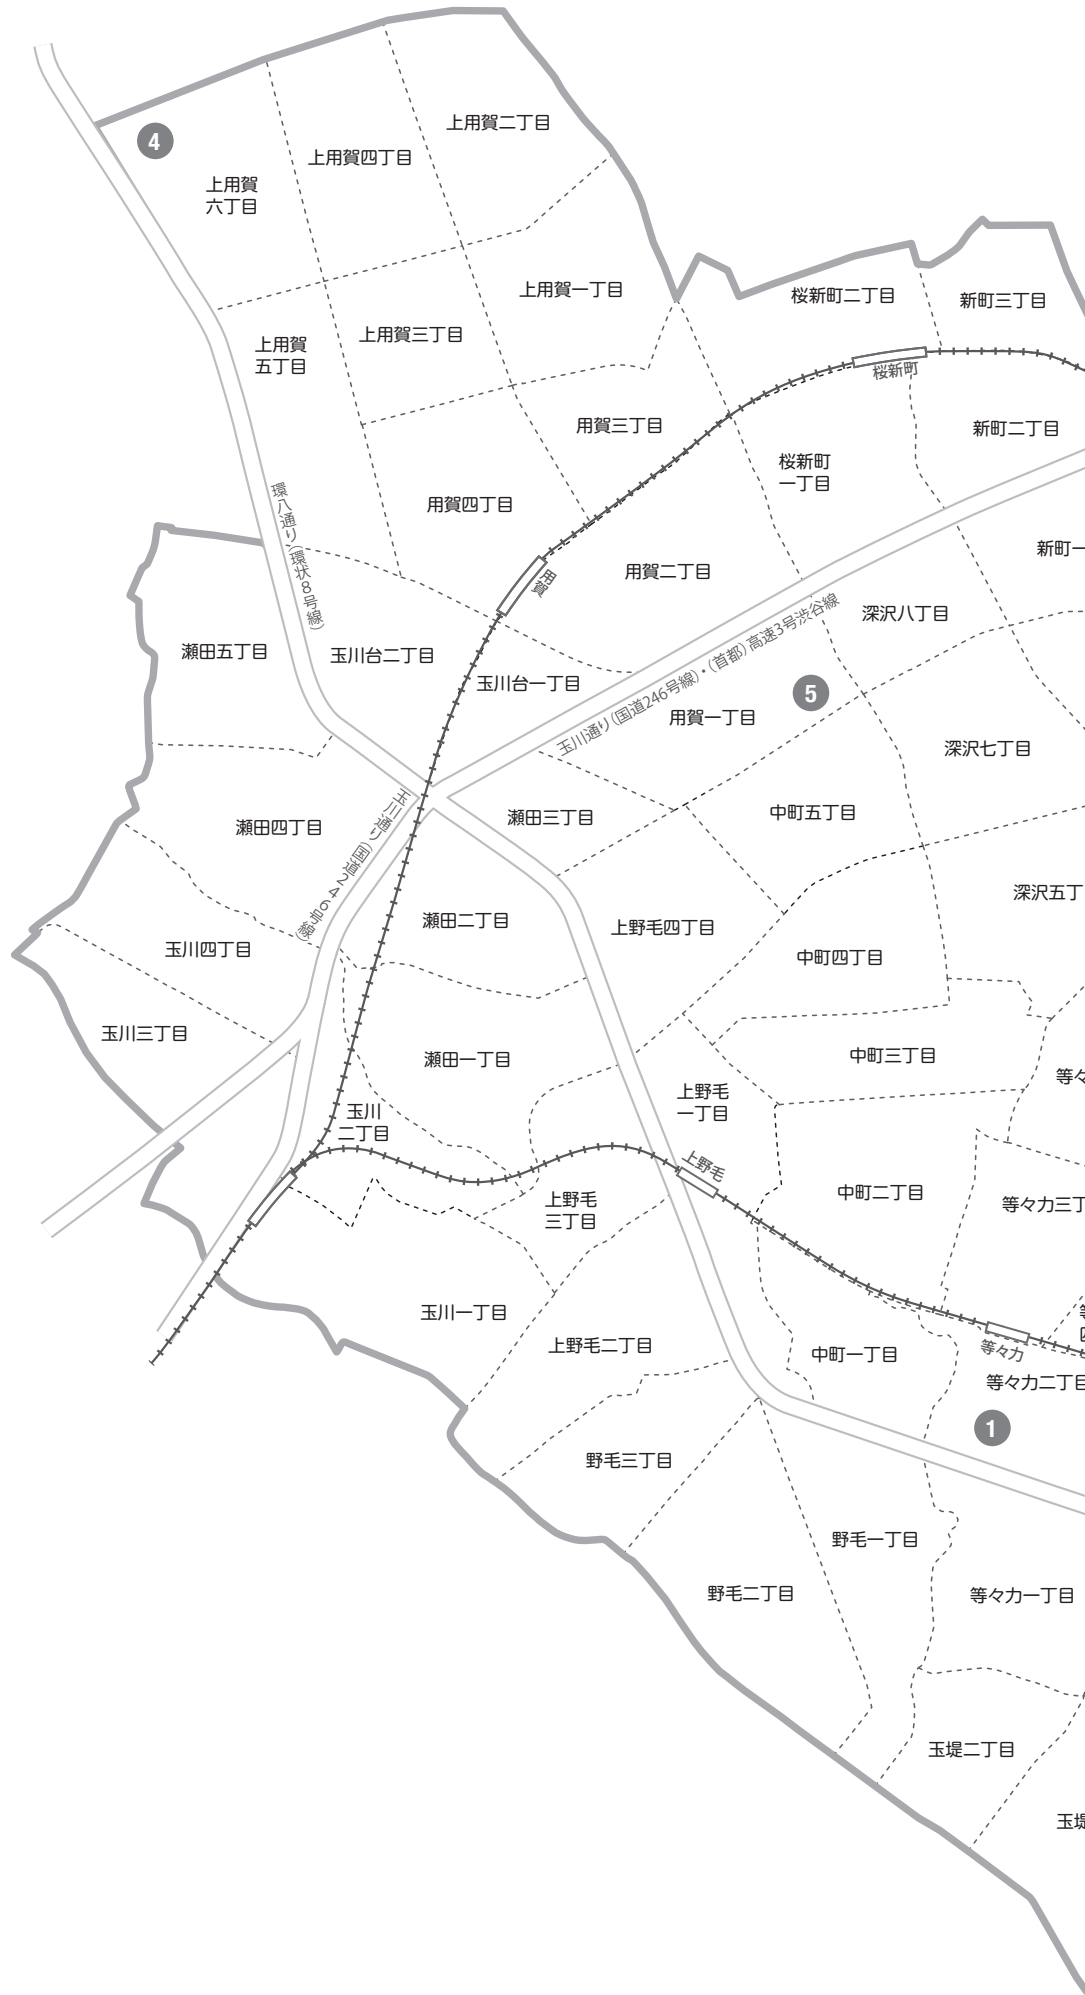 4
上用賀二丁目
上用賀四丁目
上用賀
六丁目
上用賀一丁目
桜新町二丁目
新町三丁目
上用賀三丁目
上用賀
五丁目
桜新町
用賀三丁目
新町二丁目
桜新町
一丁目
用賀四丁目
環八通り(環状8号線)
新町一
用賀
用賀二丁目
深沢八丁目
瀬田五丁目
玉川台二丁目
玉川台一丁目
玉川通り(国道246号線)・(首都)高速3号渋谷線
5
用賀一丁目
深沢七丁目
瀬田三丁目
中町五丁目
瀬田四丁目
玉川通り(国道246号線)
深沢五丁
瀬田二丁目
上野毛四丁目
玉川四丁目
中町四丁目
玉川三丁目
瀬田一丁目
中町三丁目
等々
上野毛
一丁目
玉川
二丁目
上野毛
中町二丁目
等々力三丁
上野毛
三丁目
玉川一丁目
上野毛二丁目
中町一丁目
等々力
等々力二丁目
1
野毛三丁目
野毛一丁目
野毛二丁目
等々力一丁目
玉堤二丁目
玉堤